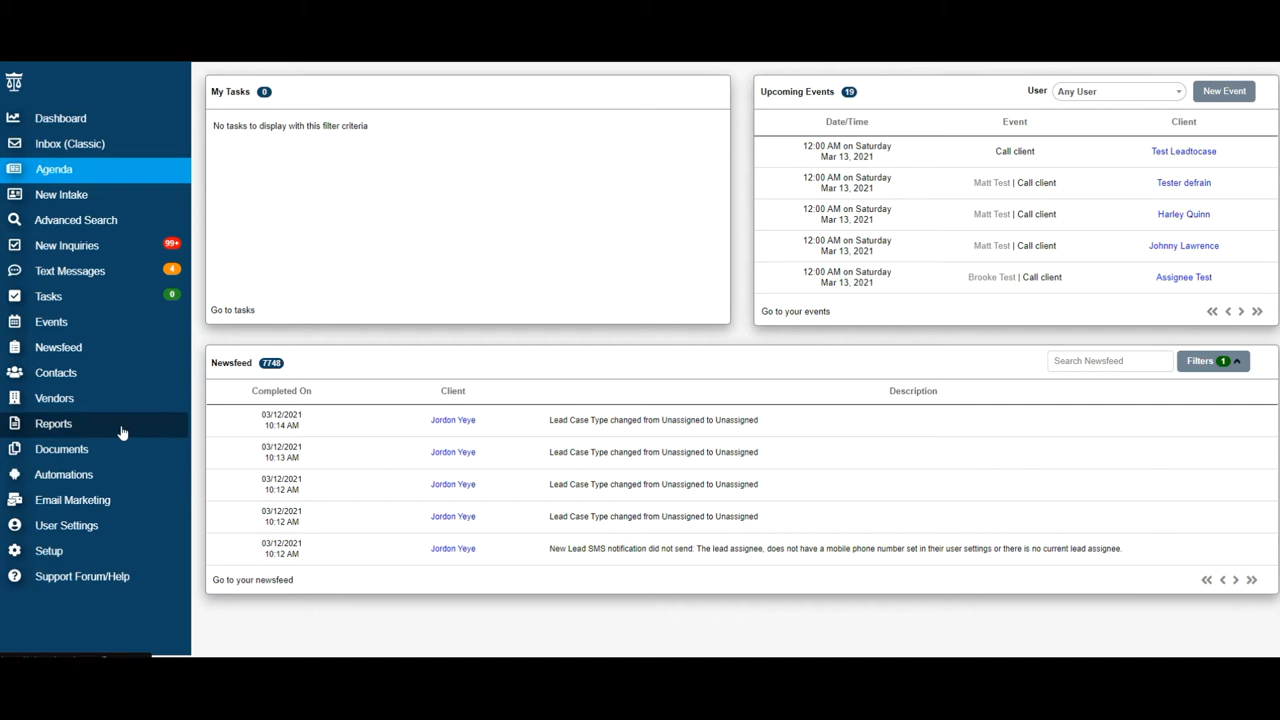 Dashboard
Inbox (Classic)
Agenda
New Intake
Advanced Search
New Inquiries 99+
Text Messages 4
Tasks 0
Events
Newsfeed
Contacts
Vendors
Reports
Documents
Automations
Email Marketing
User Settings
Setup
Support Forum/Help
My Tasks 0
No tasks to display with this filter criteria
Go to tasks
Upcoming Events 19 User Any User New Event
Date/Time Event Client
12:00 AM on Saturday
Mar 13, 2021
Call client
Test Leadtocase
12:00 AM on Saturday
Mar 13, 2021
Matt Test | Call client
Tester defrain
12:00 AM on Saturday
Mar 13, 2021
Matt Test | Call client
Harley Quinn
12:00 AM on Saturday
Mar 13, 2021
Matt Test | Call client
Johnny Lawrence
12:00 AM on Saturday
Mar 13, 2021
Brooke Test | Call client
Assignee Test
Go to your events
Newsfeed 7748 Search Newsfeed Filters 1
Completed On Client Description
03/12/2021
10:14 AM
Jordon Yeye
Lead Case Type changed from Unassigned to Unassigned
03/12/2021
10:13 AM
Jordon Yeye
Lead Case Type changed from Unassigned to Unassigned
03/12/2021
10:12 AM
Jordon Yeye
Lead Case Type changed from Unassigned to Unassigned
03/12/2021
10:12 AM
Jordon Yeye
Lead Case Type changed from Unassigned to Unassigned
03/12/2021
10:12 AM
Jordon Yeye
New Lead SMS notification did not send: The lead assignee, does not have a mobile phone number set in their user settings or there is no current lead assignee.
Go to your newsfeed